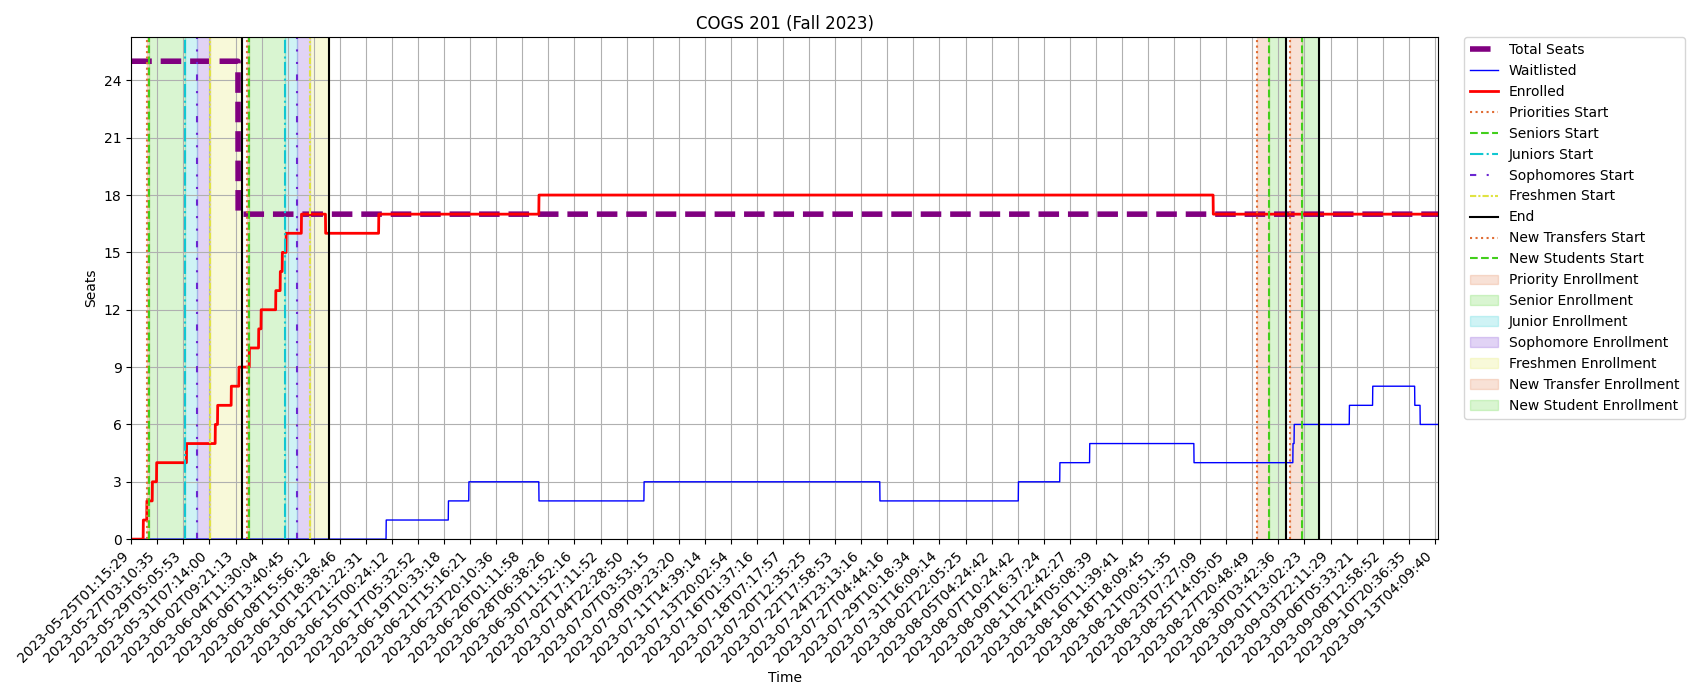 COGS 201 (Fall 2023)
Seats
24
21
18
15
12
9
6
3
0
2023-05-25T01:15:29
2023-05-27T03:10:35
2023-05-29T05:05:53
2023-05-31T07:14:00
2023-06-02T09:21:13
2023-06-04T11:30:04
2023-06-06T13:40:45
2023-06-08T15:56:12
2023-06-10T18:38:46
2023-06-12T21:22:31
2023-06-15T00:24:12
2023-06-17T05:32:52
2023-06-19T10:33:18
2023-06-21T15:16:21
2023-06-23T20:10:36
2023-06-26T01:11:58
2023-06-28T06:38:26
2023-06-30T11:52:16
2023-07-02T17:11:52
2023-07-04T22:28:50
2023-07-07T03:53:15
2023-07-09T09:23:20
2023-07-11T14:39:14
2023-07-13T20:02:54
2023-07-16T01:37:16
2023-07-18T07:17:57
2023-07-20T12:35:25
2023-07-22T17:58:53
2023-07-24T23:13:16
2023-07-27T04:44:16
2023-07-29T10:18:34
2023-07-31T16:09:14
2023-08-02T22:05:25
2023-08-05T04:24:42
2023-08-07T10:24:42
2023-08-09T16:37:24
2023-08-11T22:42:27
2023-08-14T05:08:39
2023-08-16T11:39:41
2023-08-18T18:09:45
2023-08-21T00:51:35
2023-08-23T07:27:09
2023-08-25T14:05:05
2023-08-27T20:48:49
2023-08-30T03:42:36
2023-09-01T13:02:23
2023-09-03T22:11:29
2023-09-06T05:33:21
2023-09-08T12:58:52
2023-09-10T20:36:35
2023-09-13T04:09:40
Time
Total Seats
Waitlisted
Enrolled
Priorities Start
Seniors Start
Juniors Start
Sophomores Start
Freshmen Start
End
New Transfers Start
New Students Start
Priority Enrollment
Senior Enrollment
Junior Enrollment
Sophomore Enrollment
Freshmen Enrollment
New Transfer Enrollment
New Student Enrollment